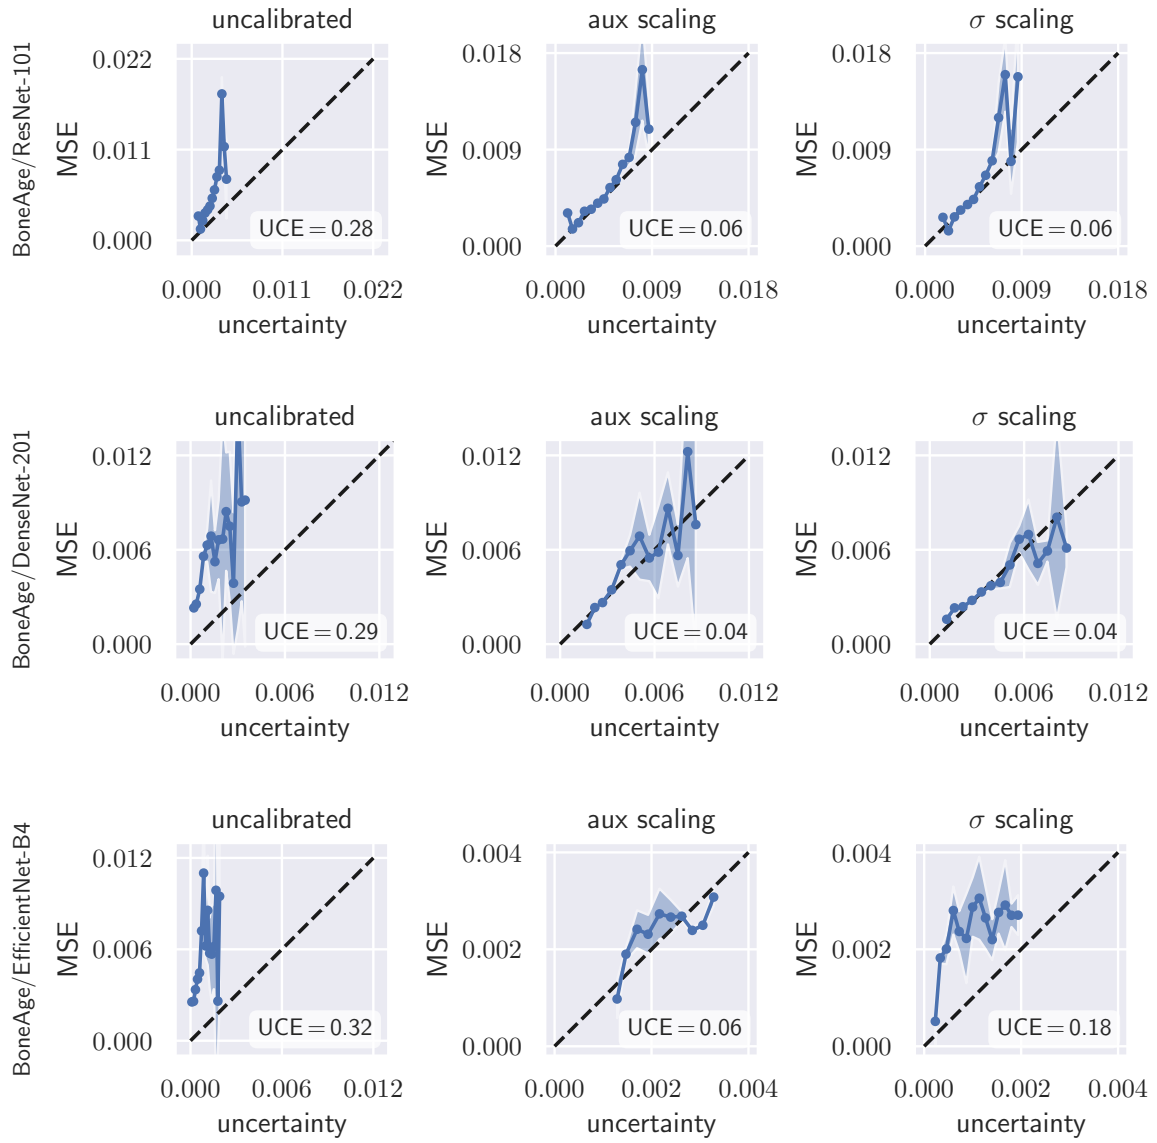 uncalibrated
aux scaling
σ scaling
BoneAge/ResNet-101
MSE
0.022
0.011
0.000
UCE = 0.28
0.000 0.011 0.022
uncertainty
MSE
0.018
0.009
0.000
UCE = 0.06
0.000 0.009 0.018
uncertainty
MSE
0.018
0.009
0.000
UCE = 0.06
0.000 0.009 0.018
uncertainty
uncalibrated
aux scaling
σ scaling
BoneAge/DenseNet-201
MSE
0.012
0.006
0.000
UCE = 0.29
0.000 0.006 0.012
uncertainty
MSE
0.012
0.006
0.000
UCE = 0.04
0.000 0.006 0.012
uncertainty
MSE
0.012
0.006
0.000
UCE = 0.04
0.000 0.006 0.012
uncertainty
uncalibrated
aux scaling
σ scaling
BoneAge/EfficientNet-B4
MSE
0.012
0.006
0.000
UCE = 0.32
0.000 0.006 0.012
uncertainty
MSE
0.004
0.002
0.000
UCE = 0.06
0.000 0.002 0.004
uncertainty
MSE
0.004
0.002
0.000
UCE = 0.18
0.000 0.002 0.004
uncertainty